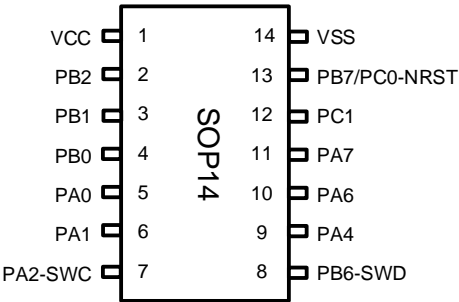 VCC 1 14 VSS
PB2 2 13 PB7/PC0-NRST
PB1 3 12 PC1
PB0 4 11 PA7
PA0 5 10 PA6
PA1 6 9 PA4
PA2-SWC 7 8 PB6-SWD
SOP14